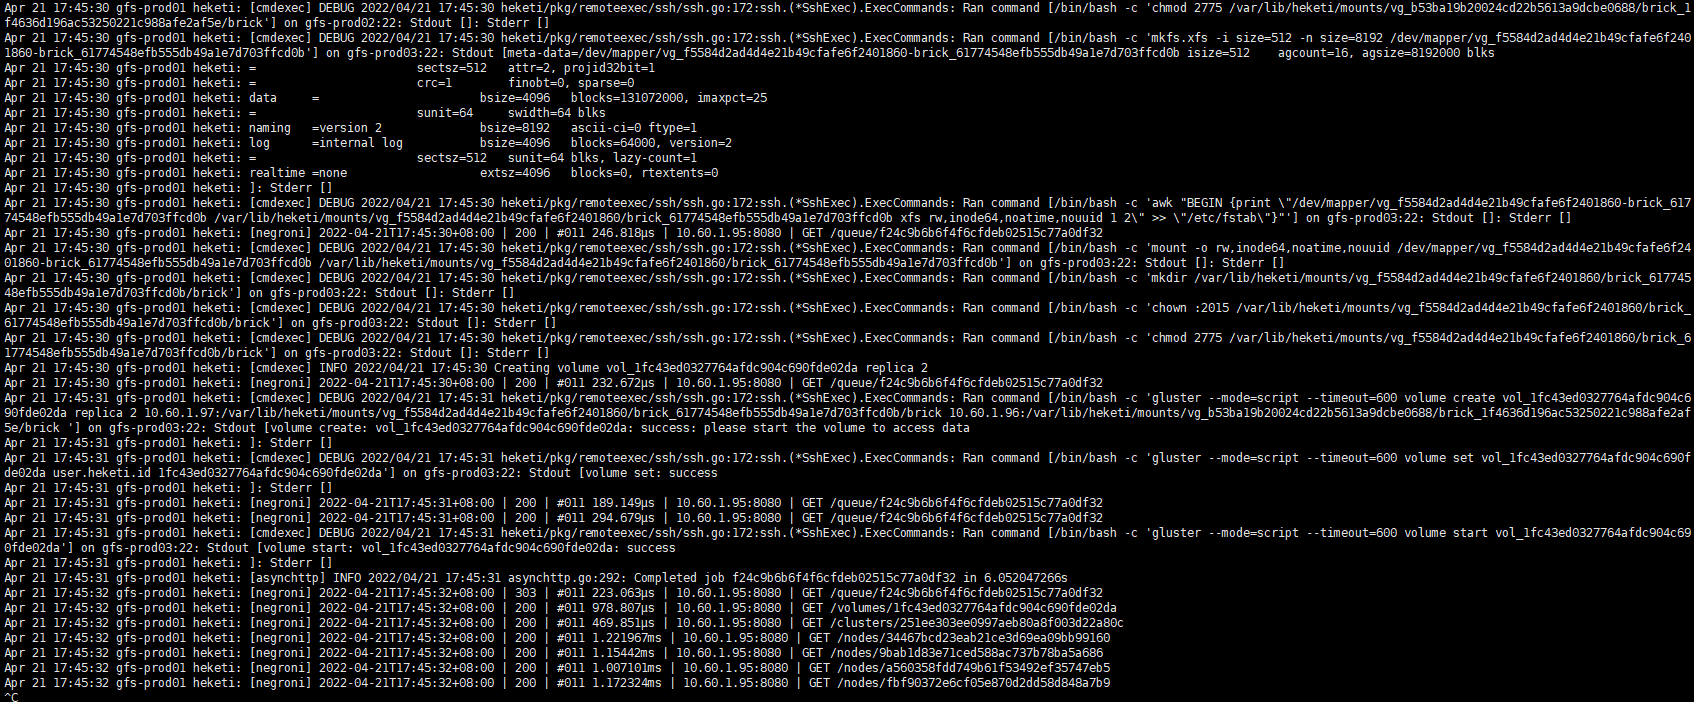 Apr 21 17:45:30 gfs-prod01 heketi: [cmdexec] DEBUG 2022/04/21 17:45:30 heketi/pkg/remoteexec/ssh/ssh.go:172:ssh.(*SshExec).ExecCommands: Ran command [/bin/bash -c 'chmod 2775 /var/lib/heketi/mounts/vg_b53ba19b20024cd22b5613a9dcbe0688/brick_1
f4636d196ac53250221c988afe2af5e/brick'] on gfs-prod02:22: Stdout []: Stderr []
Apr 21 17:45:30 gfs-prod01 heketi: [cmdexec] DEBUG 2022/04/21 17:45:30 heketi/pkg/remoteexec/ssh/ssh.go:172:ssh.(*SshExec).ExecCommands: Ran command [/bin/bash -c 'mkfs.xfs -i size=512 -n size=8192 /dev/mapper/vg_f5584d2ad4d4e21b49cfafe6f240
1860-brick_61774548efb555db49a1e7d703ffcd0b'] on gfs-prod03:22: Stdout [meta-data=/dev/mapper/vg_f5584d2ad4d4e21b49cfafe6f2401860-brick_61774548efb555db49a1e7d703ffcd0b isize=512    agcount=16, agsize=8192000 blks
Apr 21 17:45:30 gfs-prod01 heketi: =                       sectsz=512   attr=2, projid32bit=1
Apr 21 17:45:30 gfs-prod01 heketi: =                       crc=1        finobt=0, sparse=0
Apr 21 17:45:30 gfs-prod01 heketi: data     =                       bsize=4096   blocks=131072000, imaxpct=25
Apr 21 17:45:30 gfs-prod01 heketi: =                       sunit=64     swidth=64 blks
Apr 21 17:45:30 gfs-prod01 heketi: naming   =version 2              bsize=8192   ascii-ci=0 ftype=1
Apr 21 17:45:30 gfs-prod01 heketi: log      =internal log           bsize=4096   blocks=64000, version=2
Apr 21 17:45:30 gfs-prod01 heketi: =                       sectsz=512   sunit=64 blks, lazy-count=1
Apr 21 17:45:30 gfs-prod01 heketi: realtime =none                   extsz=4096   blocks=0, rtextents=0
Apr 21 17:45:30 gfs-prod01 heketi: ]: Stderr []
Apr 21 17:45:30 gfs-prod01 heketi: [cmdexec] DEBUG 2022/04/21 17:45:30 heketi/pkg/remoteexec/ssh/ssh.go:172:ssh.(*SshExec).ExecCommands: Ran command [/bin/bash -c 'awk "BEGIN {print \"/dev/mapper/vg_f5584d2ad4d4e21b49cfafe6f2401860-brick_617
74548efb555db49a1e7d703ffcd0b /var/lib/heketi/mounts/vg_f5584d2ad4d4e21b49cfafe6f2401860/brick_61774548efb555db49a1e7d703ffcd0b xfs rw,inode64,noatime,nouuid 1 2\" >> \"/etc/fstab\"}"'] on gfs-prod03:22: Stdout []: Stderr []
Apr 21 17:45:30 gfs-prod01 heketi: [negroni] 2022-04-21T17:45:30+08:00 | 200 | #011 246.818µs | 10.60.1.95:8080 | GET /queue/f24c9b6b6f4f6cfdeb02515c77a0df32
Apr 21 17:45:30 gfs-prod01 heketi: [cmdexec] DEBUG 2022/04/21 17:45:30 heketi/pkg/remoteexec/ssh/ssh.go:172:ssh.(*SshExec).ExecCommands: Ran command [/bin/bash -c 'mount -o rw,inode64,noatime,nouuid /dev/mapper/vg_f5584d2ad4d4e21b49cfafe6f24
01860-brick_61774548efb555db49a1e7d703ffcd0b /var/lib/heketi/mounts/vg_f5584d2ad4d4e21b49cfafe6f2401860/brick_61774548efb555db49a1e7d703ffcd0b'] on gfs-prod03:22: Stdout []: Stderr []
Apr 21 17:45:30 gfs-prod01 heketi: [cmdexec] DEBUG 2022/04/21 17:45:30 heketi/pkg/remoteexec/ssh/ssh.go:172:ssh.(*SshExec).ExecCommands: Ran command [/bin/bash -c 'mkdir /var/lib/heketi/mounts/vg_f5584d2ad4d4e21b49cfafe6f2401860/brick_617745
48efb555db49a1e7d703ffcd0b/brick'] on gfs-prod03:22: Stdout []: Stderr []
Apr 21 17:45:30 gfs-prod01 heketi: [cmdexec] DEBUG 2022/04/21 17:45:30 heketi/pkg/remoteexec/ssh/ssh.go:172:ssh.(*SshExec).ExecCommands: Ran command [/bin/bash -c 'chown :2015 /var/lib/heketi/mounts/vg_f5584d2ad4d4e21b49cfafe6f2401860/brick_
61774548efb555db49a1e7d703ffcd0b/brick'] on gfs-prod03:22: Stdout []: Stderr []
Apr 21 17:45:30 gfs-prod01 heketi: [cmdexec] DEBUG 2022/04/21 17:45:30 heketi/pkg/remoteexec/ssh/ssh.go:172:ssh.(*SshExec).ExecCommands: Ran command [/bin/bash -c 'chmod 2775 /var/lib/heketi/mounts/vg_f5584d2ad4d4e21b49cfafe6f2401860/brick_6
1774548efb555db49a1e7d703ffcd0b/brick'] on gfs-prod03:22: Stdout []: Stderr []
Apr 21 17:45:30 gfs-prod01 heketi: [cmdexec] INFO 2022/04/21 17:45:30 Creating volume vol_1fc43ed0327764afdc904c690fde02da replica 2
Apr 21 17:45:30 gfs-prod01 heketi: [negroni] 2022-04-21T17:45:30+08:00 | 200 | #011 232.672µs | 10.60.1.95:8080 | GET /queue/f24c9b6b6f4f6cfdeb02515c77a0df32
Apr 21 17:45:31 gfs-prod01 heketi: [cmdexec] DEBUG 2022/04/21 17:45:31 heketi/pkg/remoteexec/ssh/ssh.go:172:ssh.(*SshExec).ExecCommands: Ran command [/bin/bash -c 'gluster --mode=script --timeout=600 volume create vol_1fc43ed0327764afdc904c6
90fde02da replica 2 10.60.1.97:/var/lib/heketi/mounts/vg_f5584d2ad4d4e21b49cfafe6f2401860/brick_61774548efb555db49a1e7d703ffcd0b/brick 10.60.1.96:/var/lib/heketi/mounts/vg_b53ba19b20024cd22b5613a9dcbe0688/brick_1f4636d196ac53250221c988afe2af
5e/brick '] on gfs-prod03:22: Stdout [volume create: vol_1fc43ed0327764afdc904c690fde02da: success: please start the volume to access data
Apr 21 17:45:31 gfs-prod01 heketi: ]: Stderr []
Apr 21 17:45:31 gfs-prod01 heketi: [cmdexec] DEBUG 2022/04/21 17:45:31 heketi/pkg/remoteexec/ssh/ssh.go:172:ssh.(*SshExec).ExecCommands: Ran command [/bin/bash -c 'gluster --mode=script --timeout=600 volume set vol_1fc43ed0327764afdc904c690f
de02da user.heketi.id 1fc43ed0327764afdc904c690fde02da'] on gfs-prod03:22: Stdout [volume set: success
Apr 21 17:45:31 gfs-prod01 heketi: ]: Stderr []
Apr 21 17:45:31 gfs-prod01 heketi: [negroni] 2022-04-21T17:45:31+08:00 | 200 | #011 189.149µs | 10.60.1.95:8080 | GET /queue/f24c9b6b6f4f6cfdeb02515c77a0df32
Apr 21 17:45:31 gfs-prod01 heketi: [negroni] 2022-04-21T17:45:31+08:00 | 200 | #011 294.679µs | 10.60.1.95:8080 | GET /queue/f24c9b6b6f4f6cfdeb02515c77a0df32
Apr 21 17:45:31 gfs-prod01 heketi: [cmdexec] DEBUG 2022/04/21 17:45:31 heketi/pkg/remoteexec/ssh/ssh.go:172:ssh.(*SshExec).ExecCommands: Ran command [/bin/bash -c 'gluster --mode=script --timeout=600 volume start vol_1fc43ed0327764afdc904c69
0fde02da'] on gfs-prod03:22: Stdout [volume start: vol_1fc43ed0327764afdc904c690fde02da: success
Apr 21 17:45:31 gfs-prod01 heketi: ]: Stderr []
Apr 21 17:45:31 gfs-prod01 heketi: [asynchttp] INFO 2022/04/21 17:45:31 asynchttp.go:292: Completed job f24c9b6b6f4f6cfdeb02515c77a0df32 in 6.052047266s
Apr 21 17:45:32 gfs-prod01 heketi: [negroni] 2022-04-21T17:45:32+08:00 | 303 | #011 223.063µs | 10.60.1.95:8080 | GET /queue/f24c9b6b6f4f6cfdeb02515c77a0df32
Apr 21 17:45:32 gfs-prod01 heketi: [negroni] 2022-04-21T17:45:32+08:00 | 200 | #011 978.807µs | 10.60.1.95:8080 | GET /volumes/1fc43ed0327764afdc904c690fde02da
Apr 21 17:45:32 gfs-prod01 heketi: [negroni] 2022-04-21T17:45:32+08:00 | 200 | #011 469.851µs | 10.60.1.95:8080 | GET /clusters/251ee303ee0997aeb80a8f003d22a80c
Apr 21 17:45:32 gfs-prod01 heketi: [negroni] 2022-04-21T17:45:32+08:00 | 200 | #011 1.221967ms | 10.60.1.95:8080 | GET /nodes/34467bcd23eab21ce3d69ea09bb99160
Apr 21 17:45:32 gfs-prod01 heketi: [negroni] 2022-04-21T17:45:32+08:00 | 200 | #011 1.15442ms | 10.60.1.95:8080 | GET /nodes/9bab1d83e71ced588ac737b78ba5a686
Apr 21 17:45:32 gfs-prod01 heketi: [negroni] 2022-04-21T17:45:32+08:00 | 200 | #011 1.007101ms | 10.60.1.95:8080 | GET /nodes/a560358fdd749b61f53492ef35747eb5
Apr 21 17:45:32 gfs-prod01 heketi: [negroni] 2022-04-21T17:45:32+08:00 | 200 | #011 1.172324ms | 10.60.1.95:8080 | GET /nodes/fbf90372e6cf05e870d2dd58d848a7b9
^C